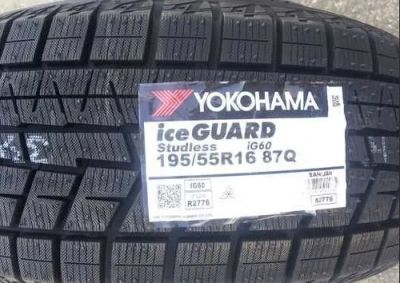 YOKOHAMA
iceGUARD
Studless iG60
195/55R16 87Q
IG60
R2776
R2776